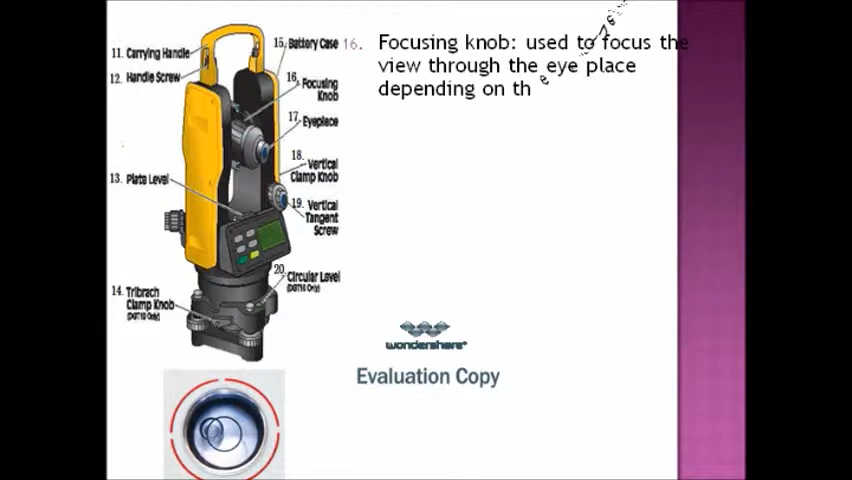 11. Carrying Handle
12. Handle Screw
15. Battery Case
16. Focusing
Knob
17. Eyepiece
18. Vertical
Clamp Knob
13. Plate Level
19. Vertical
Tangent
Screw
20. Circular Level
(DGT10 Only)
14. Tribrach
Clamp Knob
(DGT10 Only)
16. Focusing knob: used to focus the
view through the eye place
depending on th e
wondershare
Evaluation Copy